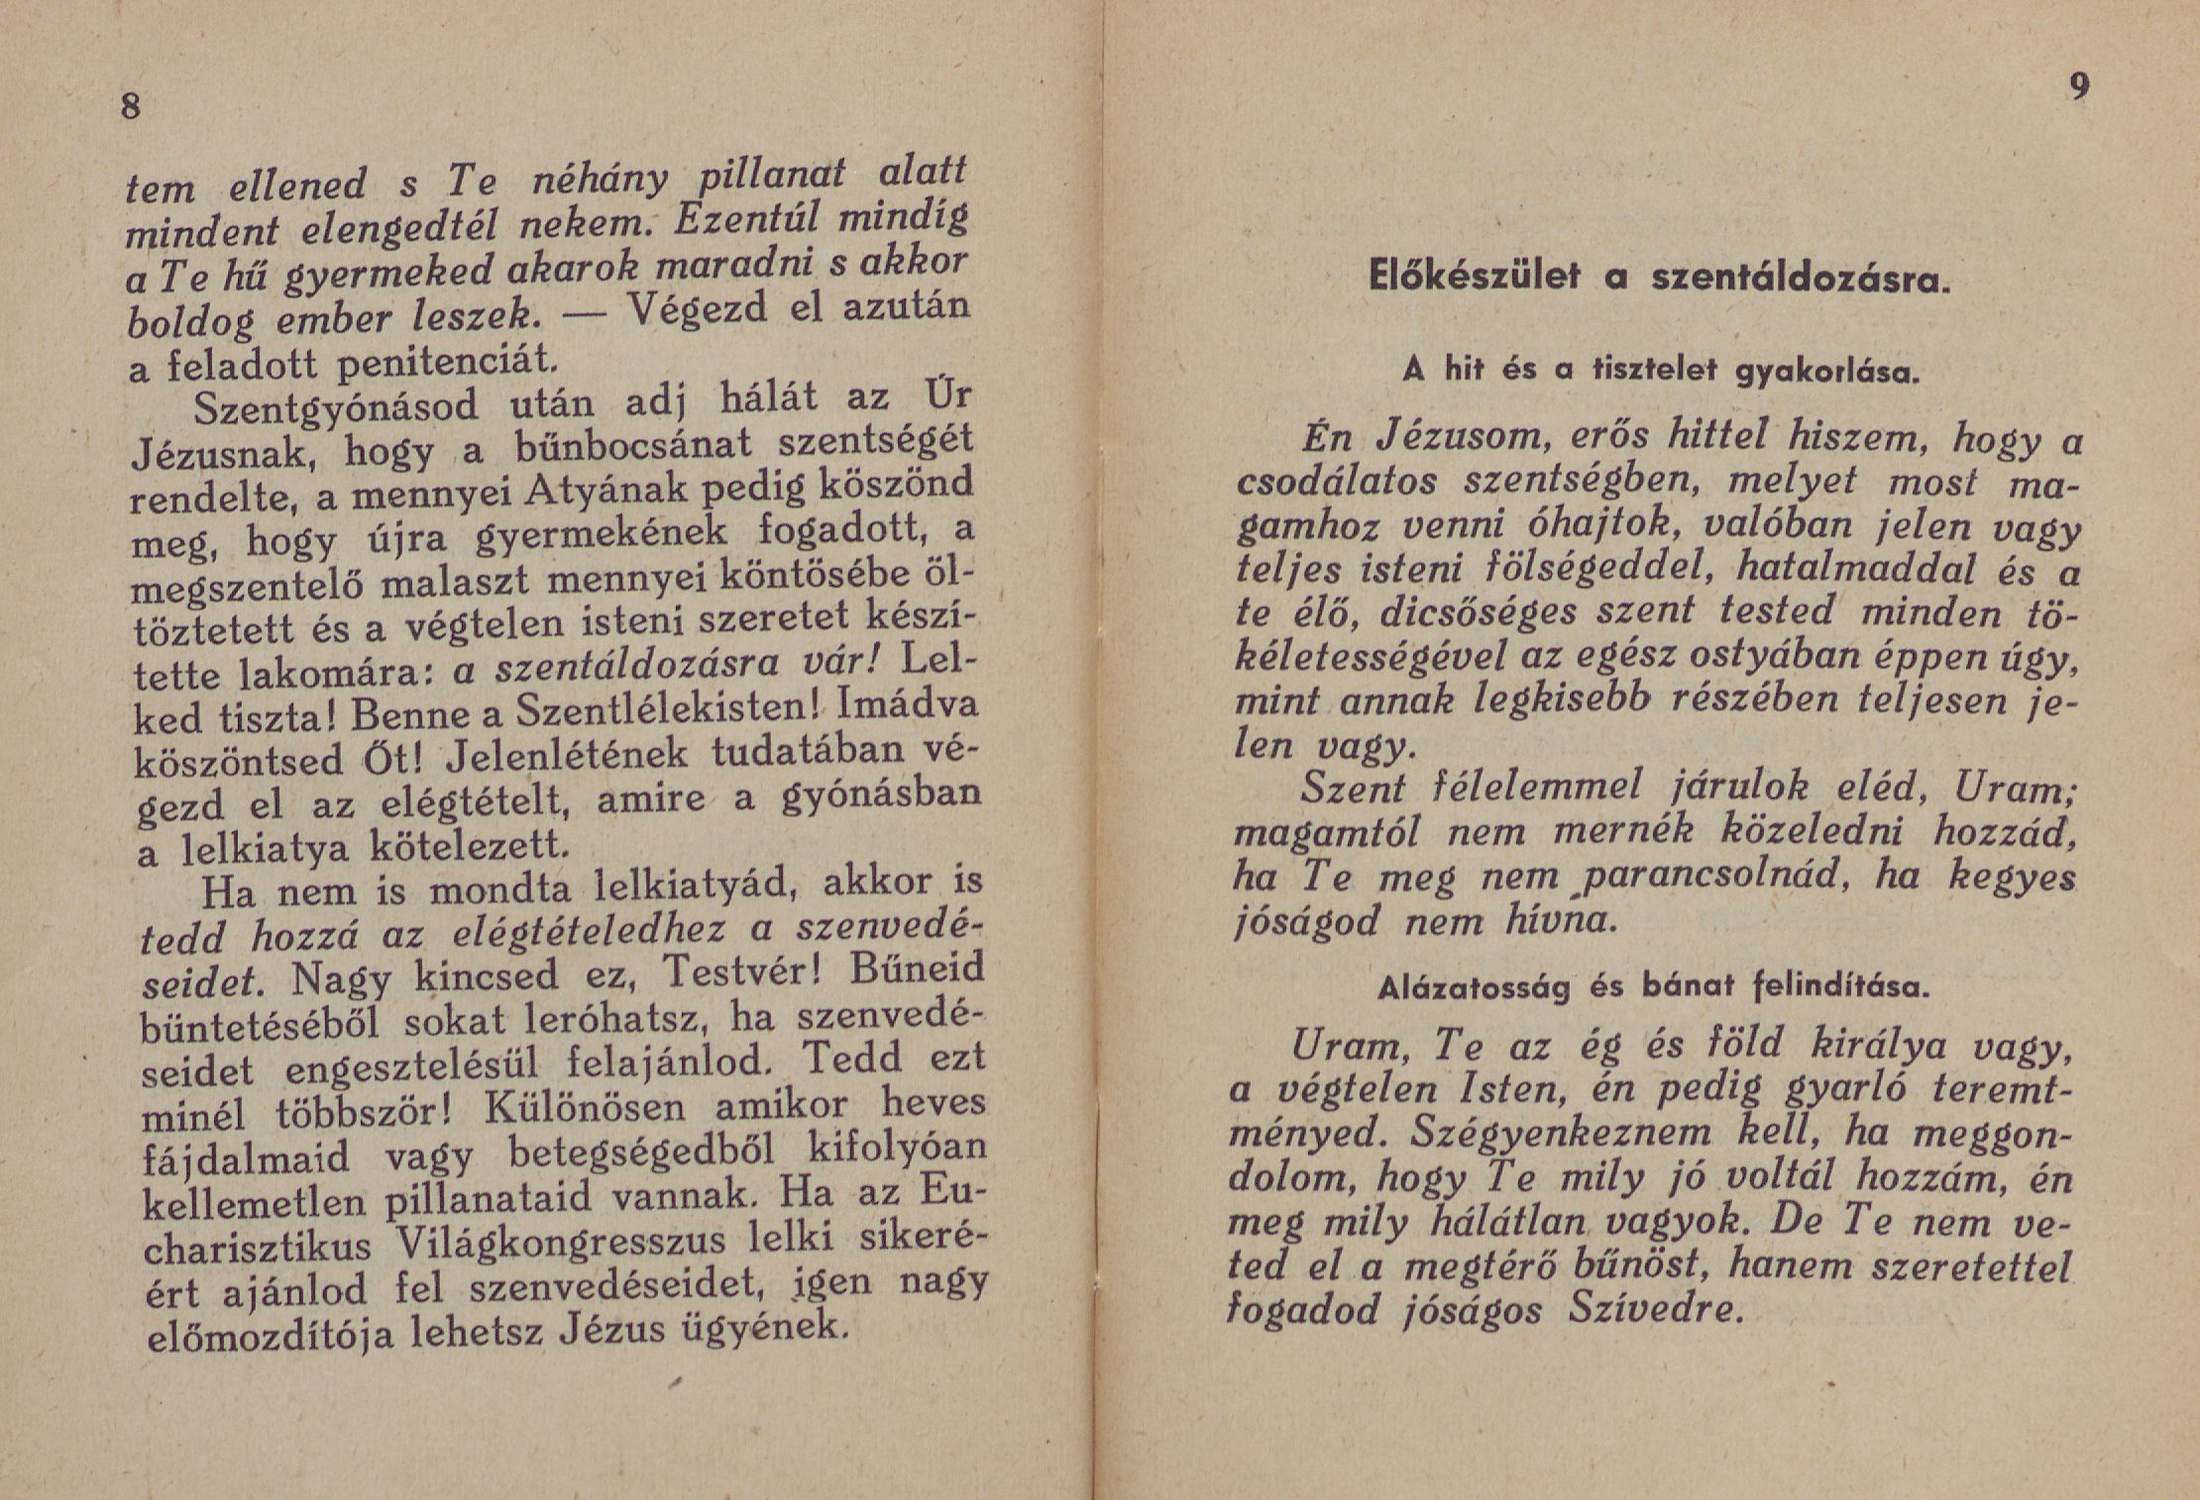 8
tem ellened s Te néhány pillanat alatt
mindent elengedtél nekem. Ezentúl mindíg
a Te hű gyermeked akarok maradni s akkor
boldog ember leszek. — Végezd el azután
a feladott penitenciát.
Szentgyónásod után adj hálát az Úr
Jézusnak, hogy a bűnbocsánat szentségét
rendelte, a mennyei Atyának pedig köszönd
meg, hogy újra gyermekének fogadott, a
megszentelő malaszt mennyei köntösébe öl-
töztetett és a végtelen isteni szeretet készí-
tette lakomára: a szentáldozásra vár! Lel-
ked tiszta! Benne a Szentlélekisten! Imádva
köszöntsed Őt! Jelenlétének tudatában vé-
gezd el az elégtételt, amire a gyónásban
a lelkiatya kötelezett.
Ha nem is mondta lelkiatyád, akkor is
tedd hozzá az elégtételedhez a szenvedé-
seidet. Nagy kincsed ez, Testvér! Bűneid
büntetéséből sokat leróhatsz, ha szenvedé-
seidet engesztelésül felajánlod. Tedd ezt
minél többször! Különösen amikor heves
fájdalmaid vagy betegségedből kifolyóan
kellemetlen pillanataid vannak. Ha az Eu-
charisztikus Világkongresszus lelki sikeré-
ért ajánlod fel szenvedéseidet, igen nagy
előmozdítója lehetsz Jézus ügyének.
9
Előkészület a szentáldozásra.
A hit és a tisztelet gyakorlása.
Én Jézusom, erős hittel hiszem, hogy a
csodálatos szentségben, melyet most ma-
gamhoz venni óhajtok, valóban jelen vagy
teljes isteni fölségeddel, hatalmaddal és a
te élő, dicsőséges szent tested minden tö-
kéletességével az egész ostyában éppen úgy,
mint annak legkisebb részében teljesen je-
len vagy.
Szent félelemmel járulok eléd, Uram;
magamtól nem mernék közeledni hozzád,
ha Te meg nem parancsolnád, ha kegyes
jóságod nem hívna.
Alázatosság és bánat felindítása.
Uram, Te az ég és föld királya vagy,
a végtelen Isten, én pedig gyarló teremt-
ményed. Szégyenkeznem kell, ha meggon-
dolom, hogy Te mily jó voltál hozzám, én
meg mily hálátlan vagyok. De Te nem ve-
ted el a megtérő bűnöst, hanem szeretettel
fogadod jóságos Szívedre.